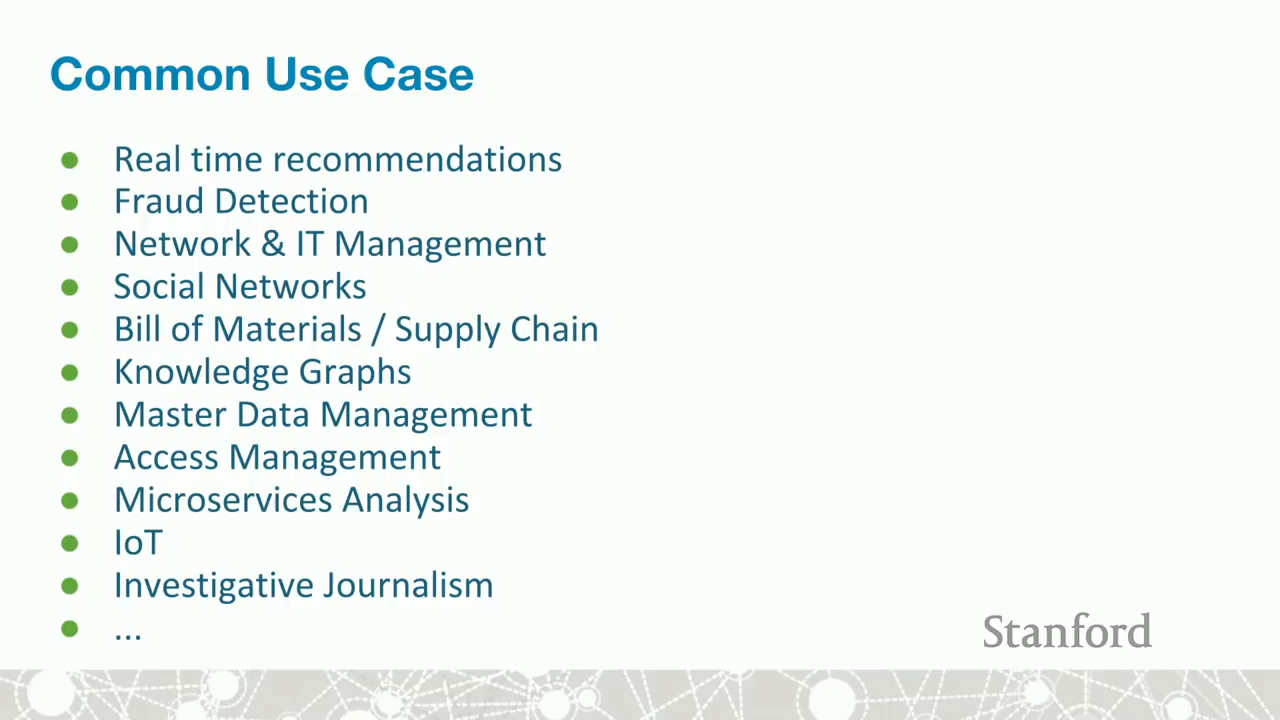 Common Use Case
● Real time recommendations
● Fraud Detection
● Network & IT Management
● Social Networks
● Bill of Materials / Supply Chain
● Knowledge Graphs
● Master Data Management
● Access Management
● Microservices Analysis
● IoT
● Investigative Journalism
● ...
Stanford